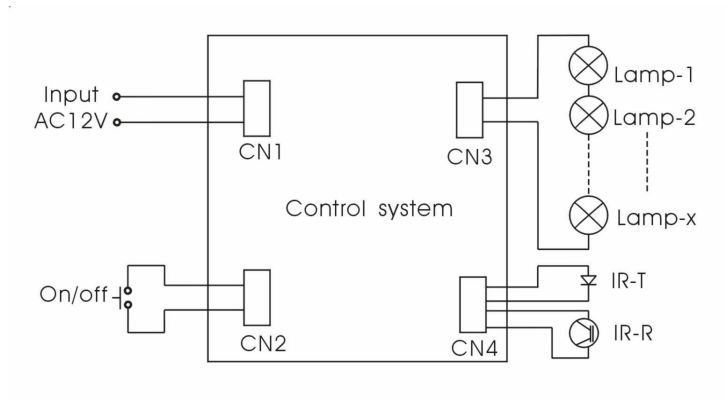 Input
AC12V
CN1
CN3
Lamp-1
Lamp-2
Control system
Lamp-x
On/off
CN2
CN4
IR-T
IR-R